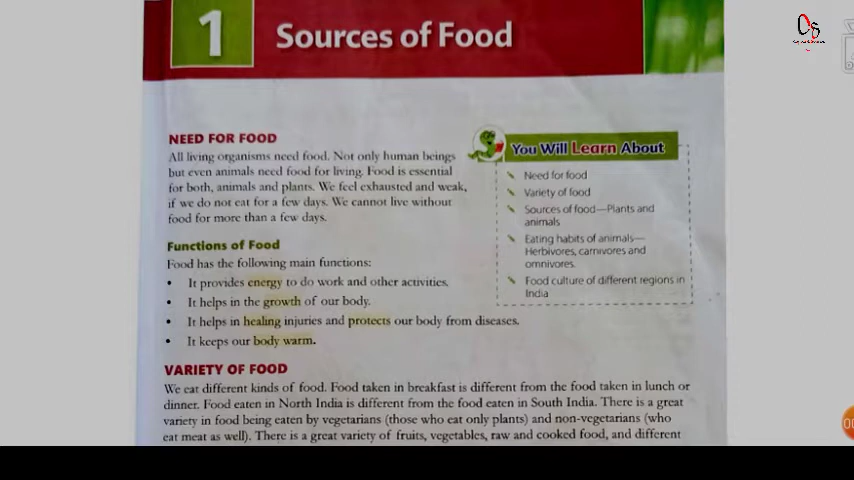 1
Sources of Food
NEED FOR FOOD
All living organisms need food. Not only human beings
but even animals need food for living. Food is essential
for both, animals and plants. We feel exhausted and weak,
if we do not eat for a few days. We cannot live without
food for more than a few days.
Functions of Food
Food has the following main functions:
• It provides energy to do work and other activities.
• It helps in the growth of our body.
• It helps in healing injuries and protects our body from diseases.
• It keeps our body warm.
You Will Learn About
Need for food
Variety of food
Sources of food—Plants and
animals
Eating habits of animals—
Herbivores, carnivores and
omnivores.
Food culture of different regions in
India
VARIETY OF FOOD
We eat different kinds of food. Food taken in breakfast is different from the food taken in lunch or
dinner. Food eaten in North India is different from the food eaten in South India. There is a great
variety in food being eaten by vegetarians (those who eat only plants) and non-vegetarians (who
eat meat as well). There is a great variety of fruits, vegetables, raw and cooked food, and different